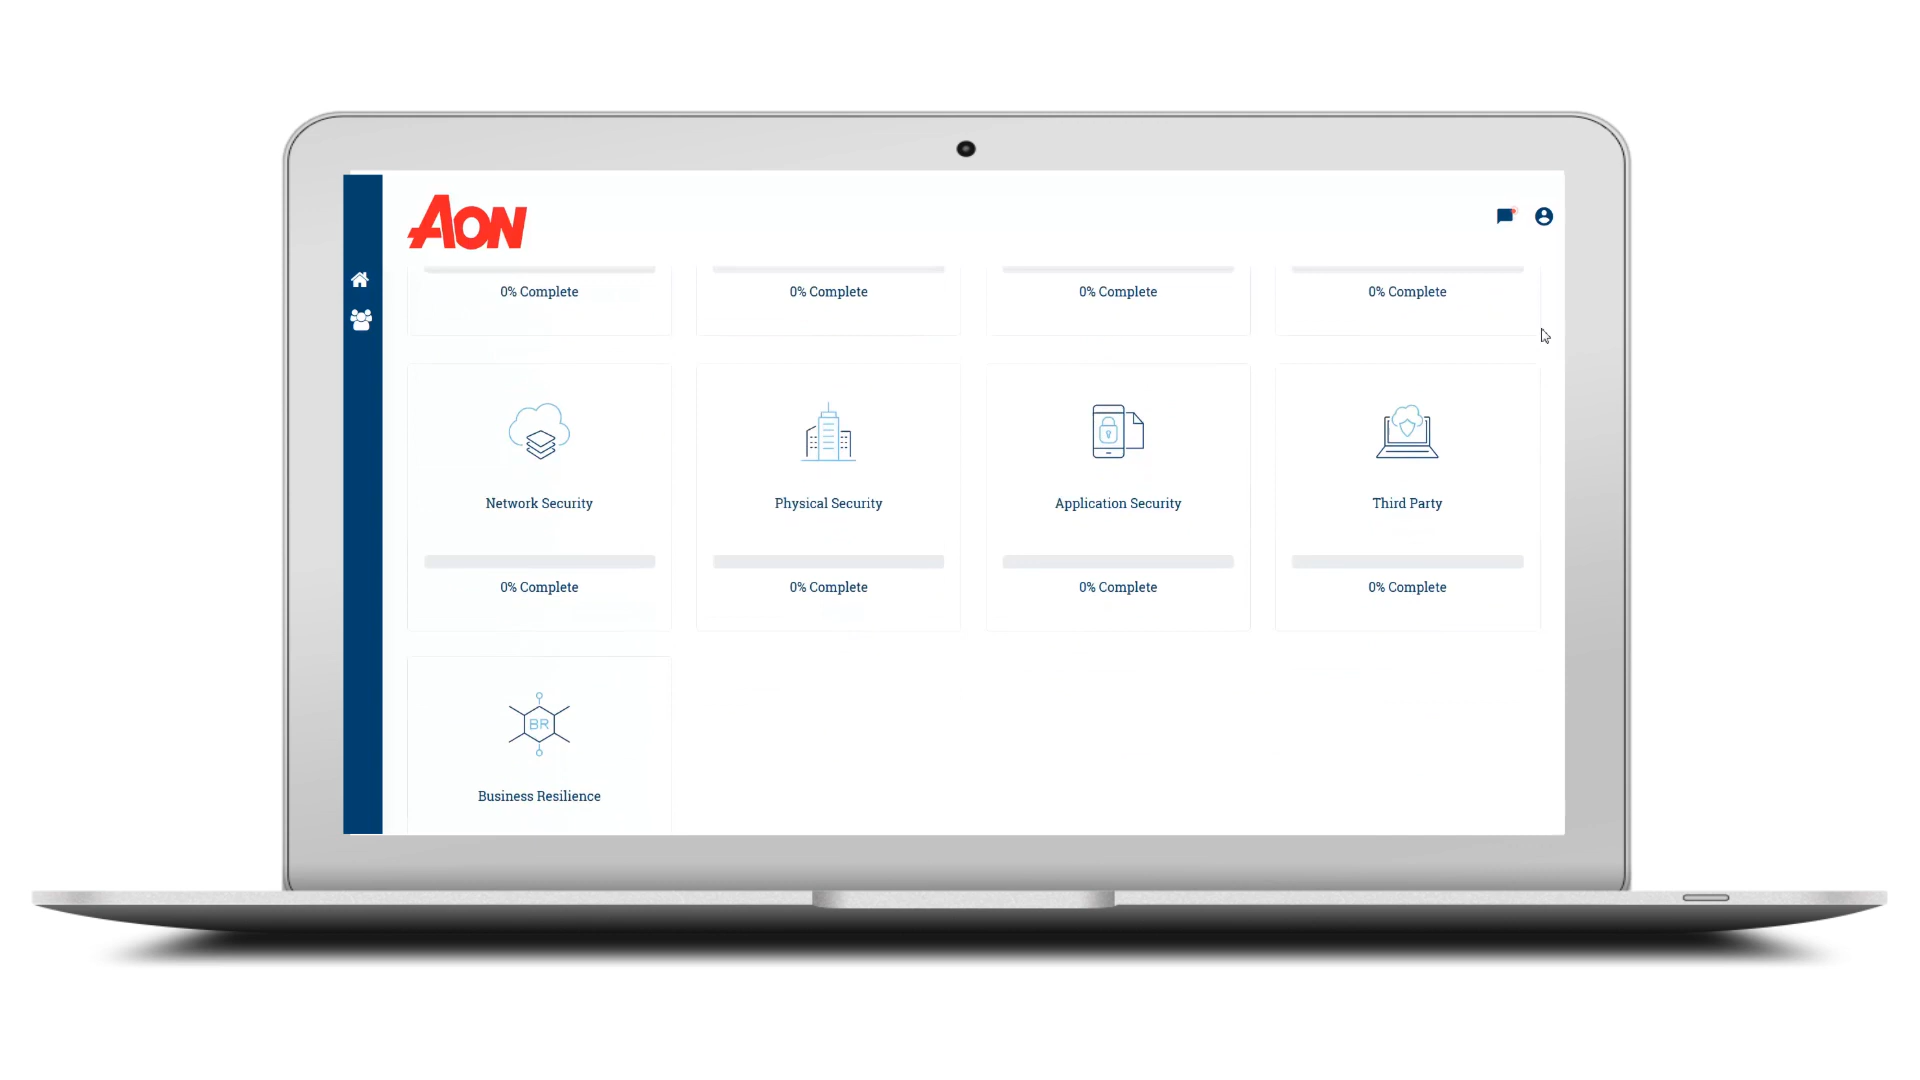 AON
0% Complete 0% Complete 0% Complete 0% Complete
Network Security Physical Security Application Security Third Party
0% Complete 0% Complete 0% Complete 0% Complete
BR
Business Resilience